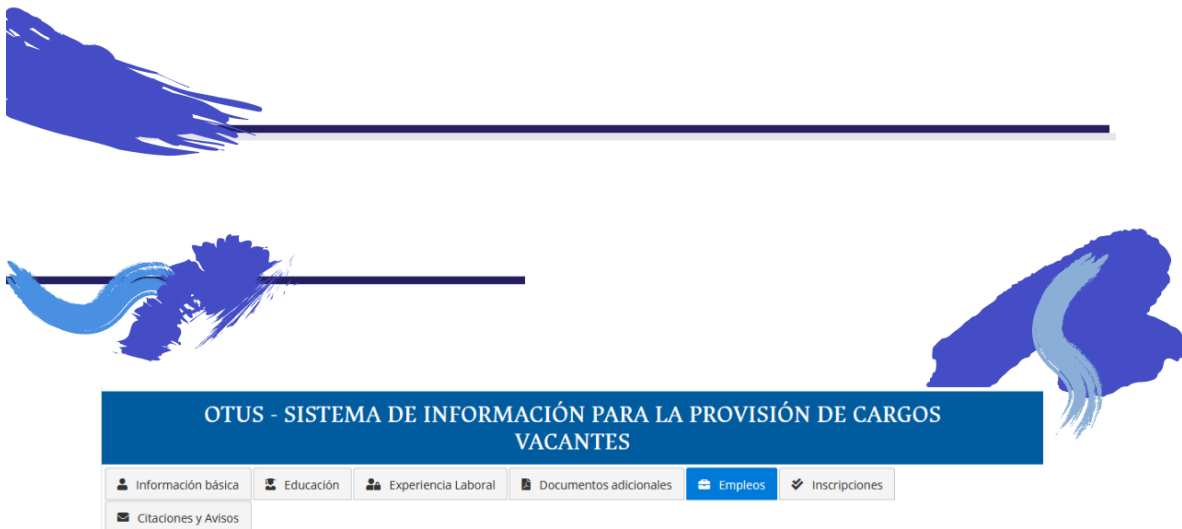 OTUS - SISTEMA DE INFORMACIÓN PARA LA PROVISIÓN DE CARGOS
VACANTES
Información básica Educación Experiencia Laboral Documentos adicionales Empleos Inscripciones
Citaciones y Avisos